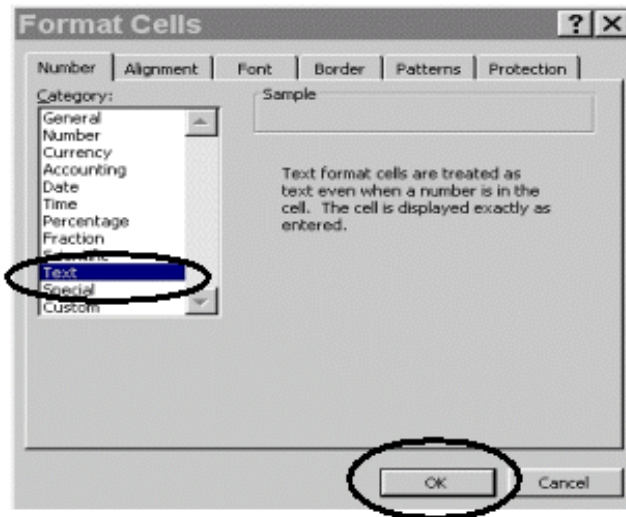 Format Cells
? X
Number Alignment Font Border Patterns Protection
Category:
General
Number
Currency
Accounting
Date
Time
Percentage
Fraction
Scientific
Text
Special
Custom
Sample
Text format cells are treated as
text even when a number is in the
cell. The cell is displayed exactly as
entered.
OK Cancel